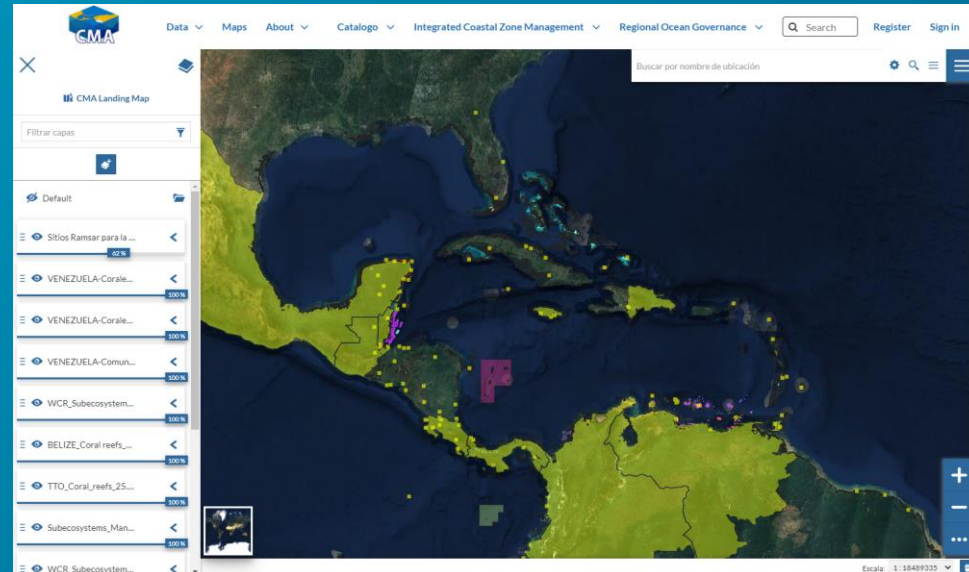 CMA
Data
Maps
About
Catalogo
Integrated Coastal Zone Management
Regional Ocean Governance
Search
Register
Sign in
Buscar por nombre de ubicación
CMA Landing Map
Filtrar capas
Default
Sitios Ramsar para la ...
62 %
VENEZUELA-Corale...
100 %
VENEZUELA-Corale...
100 %
VENEZUELA-Comun...
100 %
WCR_Subecosystem...
100 %
BELIZE_Coral reefs_...
100 %
TTO_Coral_reefs_25....
100 %
Subecosystems_Man...
100 %
WCR_Subecosystem...
Escala: 1 : 18489335